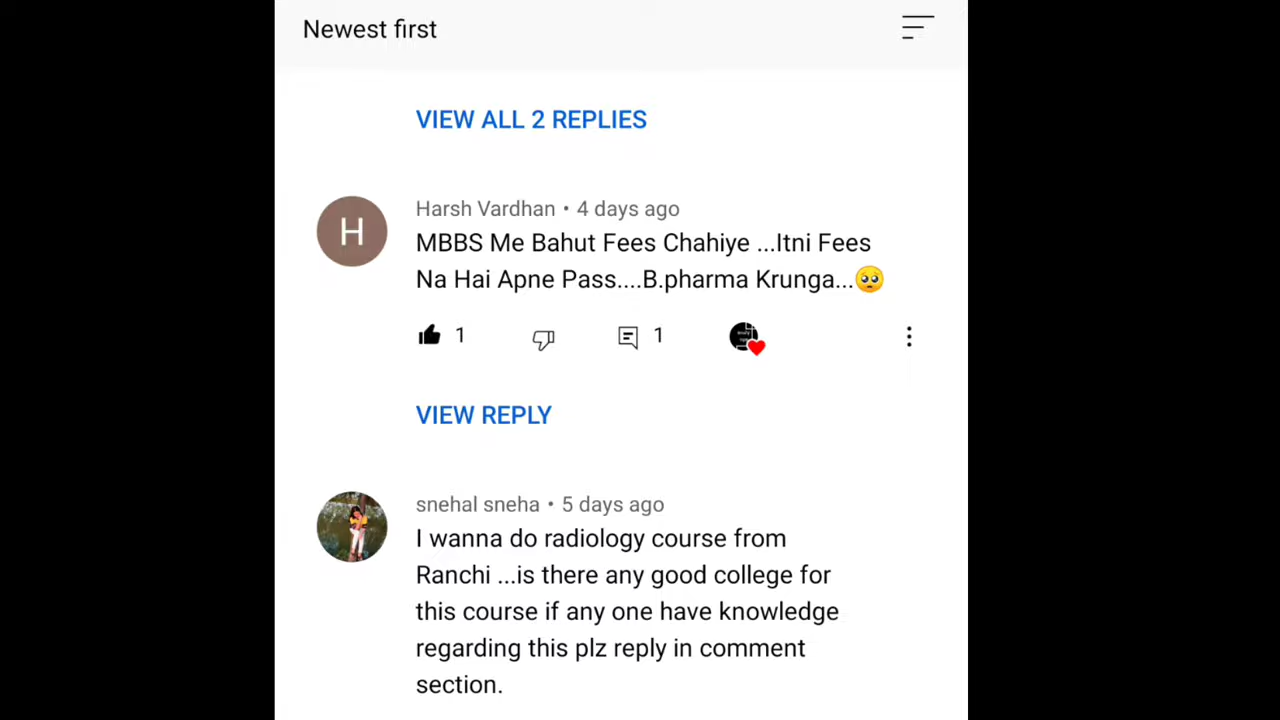 Newest first
VIEW ALL 2 REPLIES
H
Harsh Vardhan • 4 days ago
MBBS Me Bahut Fees Chahiye ...Itni Fees
Na Hai Apne Pass....B.pharma Krunga...🥺
1
1
VIEW REPLY
snehal sneha • 5 days ago
I wanna do radiology course from
Ranchi ...is there any good college for
this course if any one have knowledge
regarding this plz reply in comment
section.